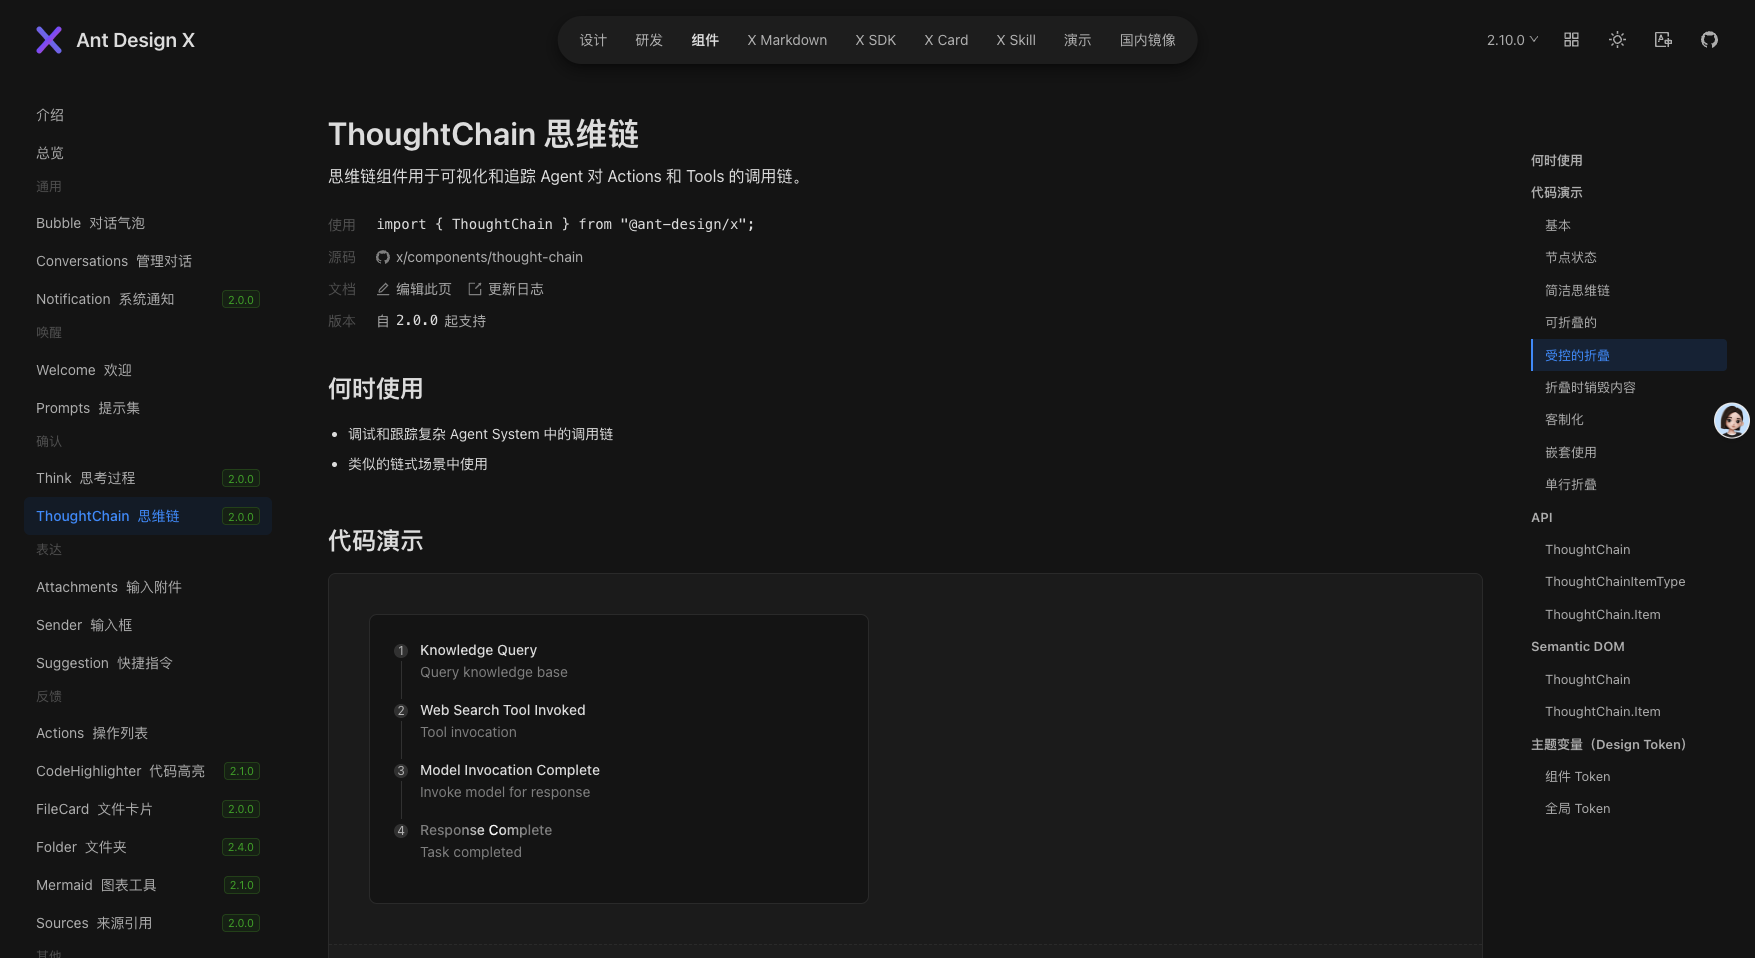 Ant Design X
设计 研发 组件 X Markdown X SDK X Card X Skill 演示 国内镜像
2.10.0
介绍
总览
通用
Bubble 对话气泡
Conversations 管理对话
Notification 系统通知 2.0.0
唤醒
Welcome 欢迎
Prompts 提示集
确认
Think 思考过程 2.0.0
ThoughtChain 思维链 2.0.0
表达
Attachments 输入附件
Sender 输入框
Suggestion 快捷指令
反馈
Actions 操作列表
CodeHighlighter 代码高亮 2.1.0
FileCard 文件卡片 2.0.0
Folder 文件夹 2.4.0
Mermaid 图表工具 2.1.0
Sources 来源引用 2.0.0
其他
ThoughtChain 思维链
思维链组件用于可视化和追踪 Agent 对 Actions 和 Tools 的调用链。
使用 import { ThoughtChain } from "@ant-design/x";
源码 x/components/thought-chain
文档 编辑此页 更新日志
版本 自 2.0.0 起支持
何时使用
调试和跟踪复杂 Agent System 中的调用链
类似的链式场景中使用
代码演示
1 Knowledge Query
Query knowledge base
2 Web Search Tool Invoked
Tool invocation
3 Model Invocation Complete
Invoke model for response
4 Response Complete
Task completed
何时使用
代码演示
基本
节点状态
简洁思维链
可折叠的
受控的折叠
折叠时销毁内容
客制化
嵌套使用
单行折叠
API
ThoughtChain
ThoughtChainItemType
ThoughtChain.Item
Semantic DOM
ThoughtChain
ThoughtChain.Item
主题变量（Design Token）
组件 Token
全局 Token